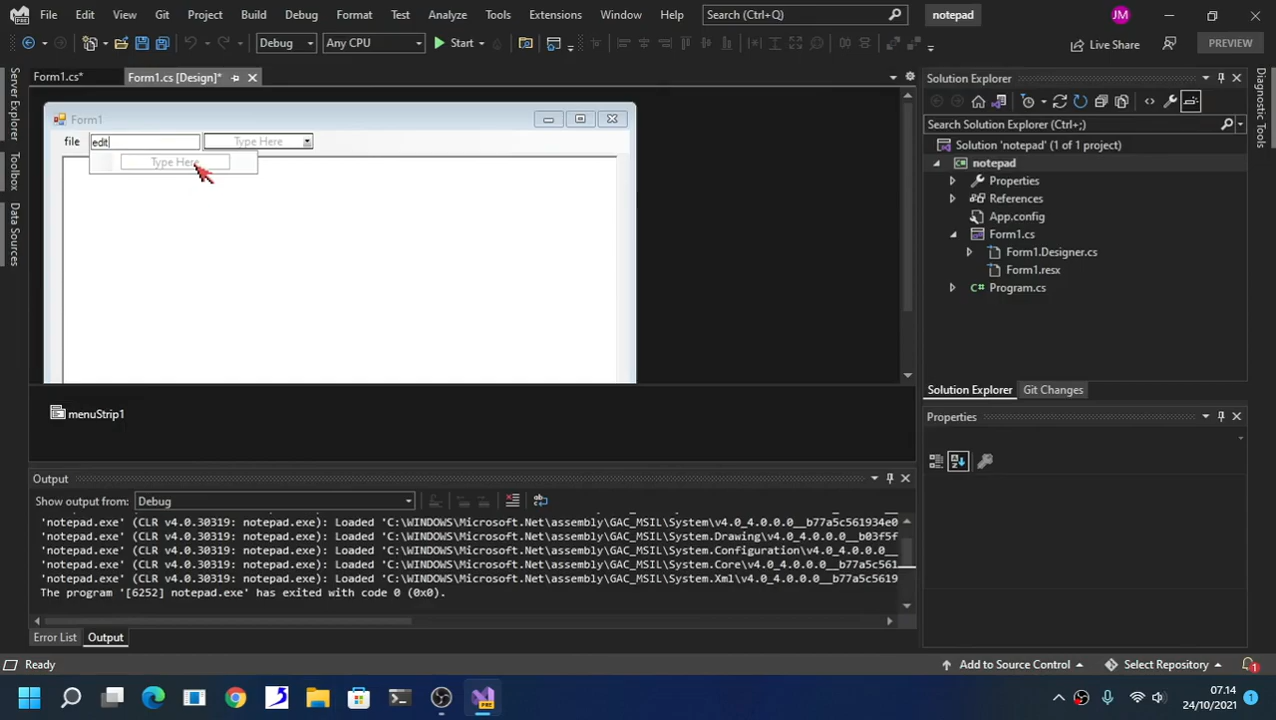 File Edit View Git Project Build Debug Format Test Analyze Tools Extensions Window Help Search (Ctrl+Q) notepad JM
Debug Any CPU Start Live Share PREVIEW
Server Explorer
Toolbox
Data Sources
Form1.cs* Form1.cs [Design]*
Form1
file edit Type Here
Type Here
menuStrip1
Output
Show output from: Debug
'notepad.exe' (CLR v4.0.30319: notepad.exe): Loaded 'C:\WINDOWS\Microsoft.Net\assembly\GAC_MSIL\System\v4.0_4.0.0.0__b77a5c561934e0
'notepad.exe' (CLR v4.0.30319: notepad.exe): Loaded 'C:\WINDOWS\Microsoft.Net\assembly\GAC_MSIL\System.Drawing\v4.0_4.0.0.0__b03f5f
'notepad.exe' (CLR v4.0.30319: notepad.exe): Loaded 'C:\WINDOWS\Microsoft.Net\assembly\GAC_MSIL\System.Configuration\v4.0_4.0.0.0__
'notepad.exe' (CLR v4.0.30319: notepad.exe): Loaded 'C:\WINDOWS\Microsoft.Net\assembly\GAC_MSIL\System.Core\v4.0_4.0.0.0__b77a5c561
'notepad.exe' (CLR v4.0.30319: notepad.exe): Loaded 'C:\WINDOWS\Microsoft.Net\assembly\GAC_MSIL\System.Xml\v4.0_4.0.0.0__b77a5c5619
The program '[6252] notepad.exe' has exited with code 0 (0x0).
Error List Output
Solution Explorer
Search Solution Explorer (Ctrl+;)
Solution 'notepad' (1 of 1 project)
notepad
Properties
References
App.config
Form1.cs
Form1.Designer.cs
Form1.resx
C# Program.cs
Solution Explorer Git Changes
Properties
Diagnostic Tools
Ready Add to Source Control Select Repository 1
PRE 07.14
24/10/2021 1